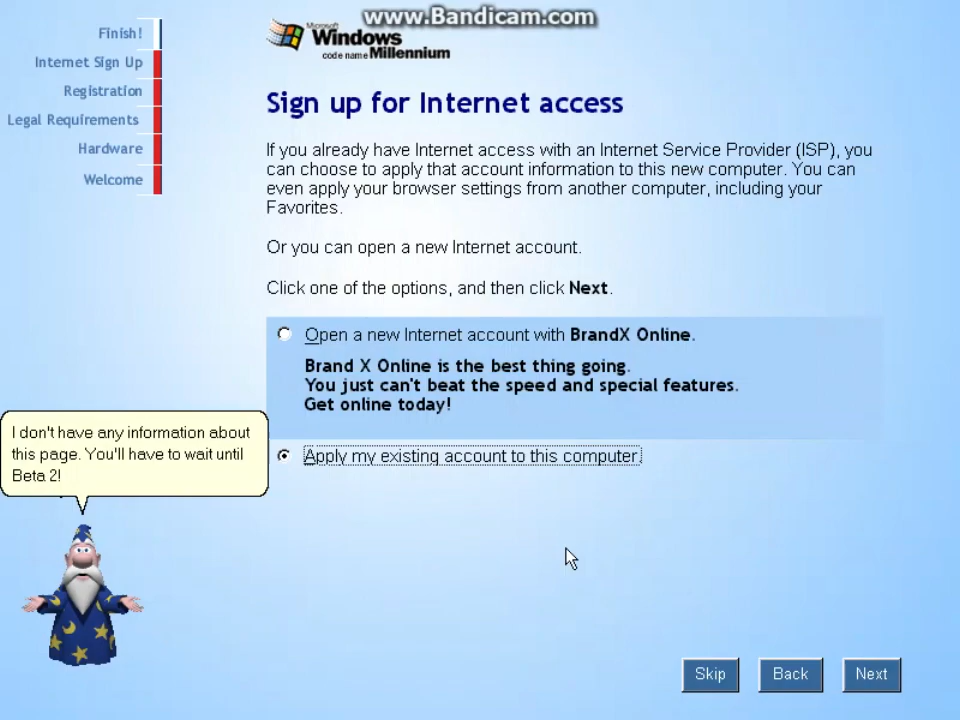 www.Bandicam.com
Finish!
Internet Sign Up
Registration
Legal Requirements
Hardware
Welcome
Microsoft
Windows
code name Millennium
Sign up for Internet access
If you already have Internet access with an Internet Service Provider (ISP), you
can choose to apply that account information to this new computer. You can
even apply your browser settings from another computer, including your
Favorites.
Or you can open a new Internet account.
Click one of the options, and then click Next.
Open a new Internet account with BrandX Online.
Brand X Online is the best thing going.
You just can't beat the speed and special features.
Get online today!
Apply my existing account to this computer.
I don't have any information about
this page. You'll have to wait until
Beta 2!
Skip
Back
Next